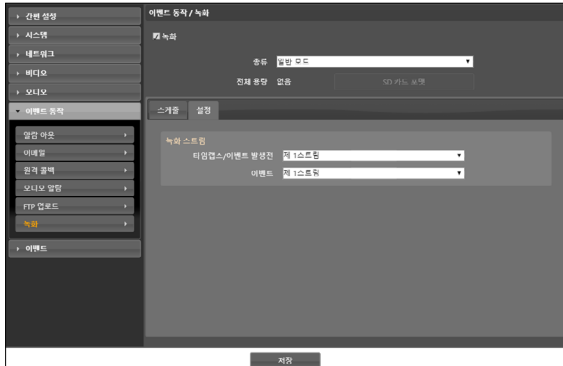 간편 설정
시스템
네트워크
비디오
오디오
이벤트 동작
알람 아웃
이메일
원격 콜백
오디오 알람
FTP 업로드
녹화
이벤트
이벤트 동작 / 녹화
녹화
종류 일반 모드
전체 용량 없음 SD 카드 포맷
스케쥴 설정
녹화 스트림
타임랩스/이벤트 발생전 제 1스트림
이벤트 제 1스트림
저장